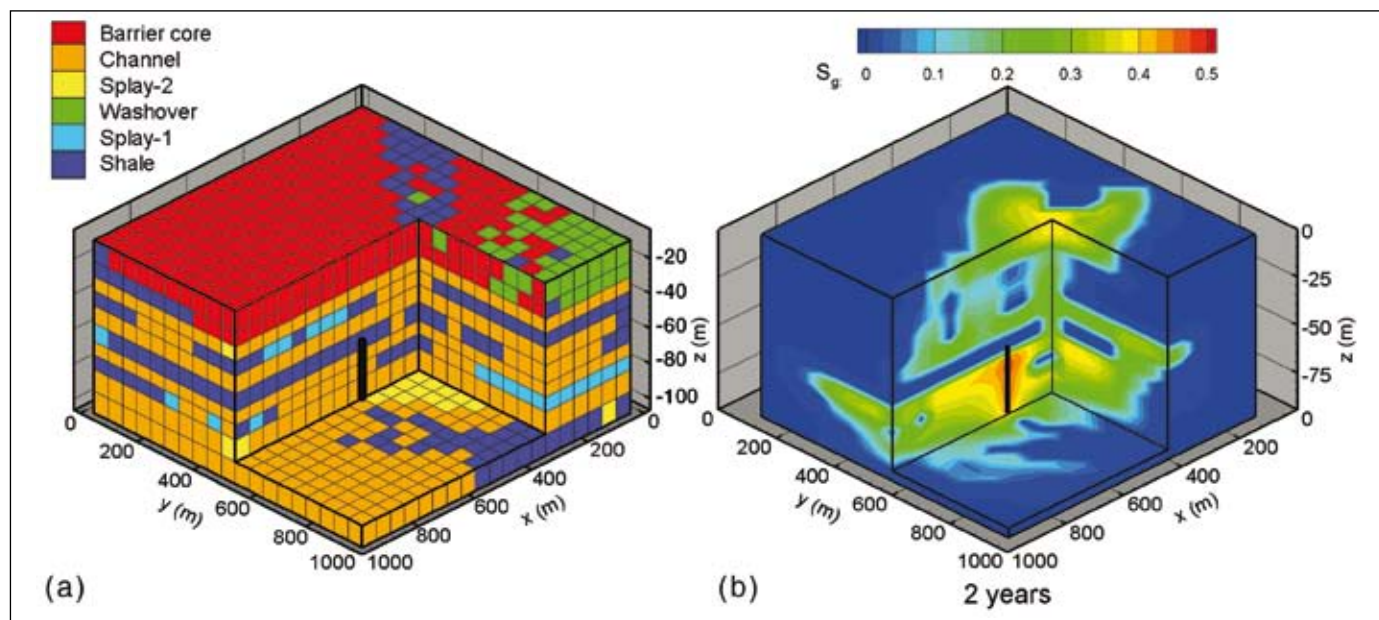 Barrier core
Channel
Splay-2
Washover
Splay-1
Shale
-20
-40
-60
-80
-100
z (m)
0
200
400
600
800
1000
y (m)
0
200
400
600
800
1000
x (m)
(a)
Sg:
0
0.1
0.2
0.3
0.4
0.5
0
-25
-50
-75
z (m)
0
200
400
600
800
1000
y (m)
0
200
400
600
800
1000
x (m)
(b)
2 years